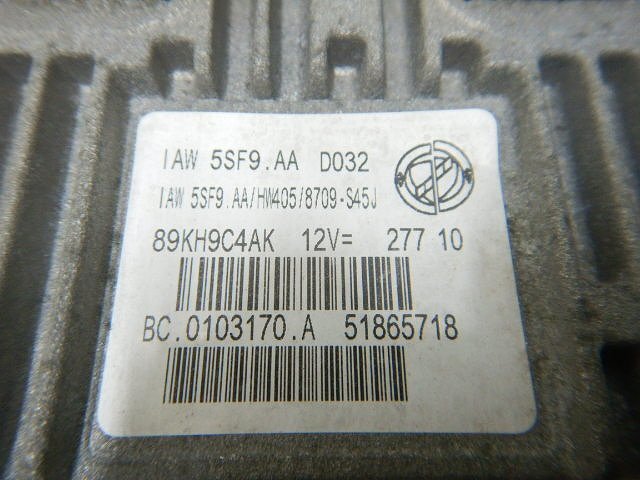 IAW 5SF9.AA D032
IAW 5SF9.AA/HW405/8709-S45J
89KH9C4AK 12V= 277 10
BC.0103170.A 51865718